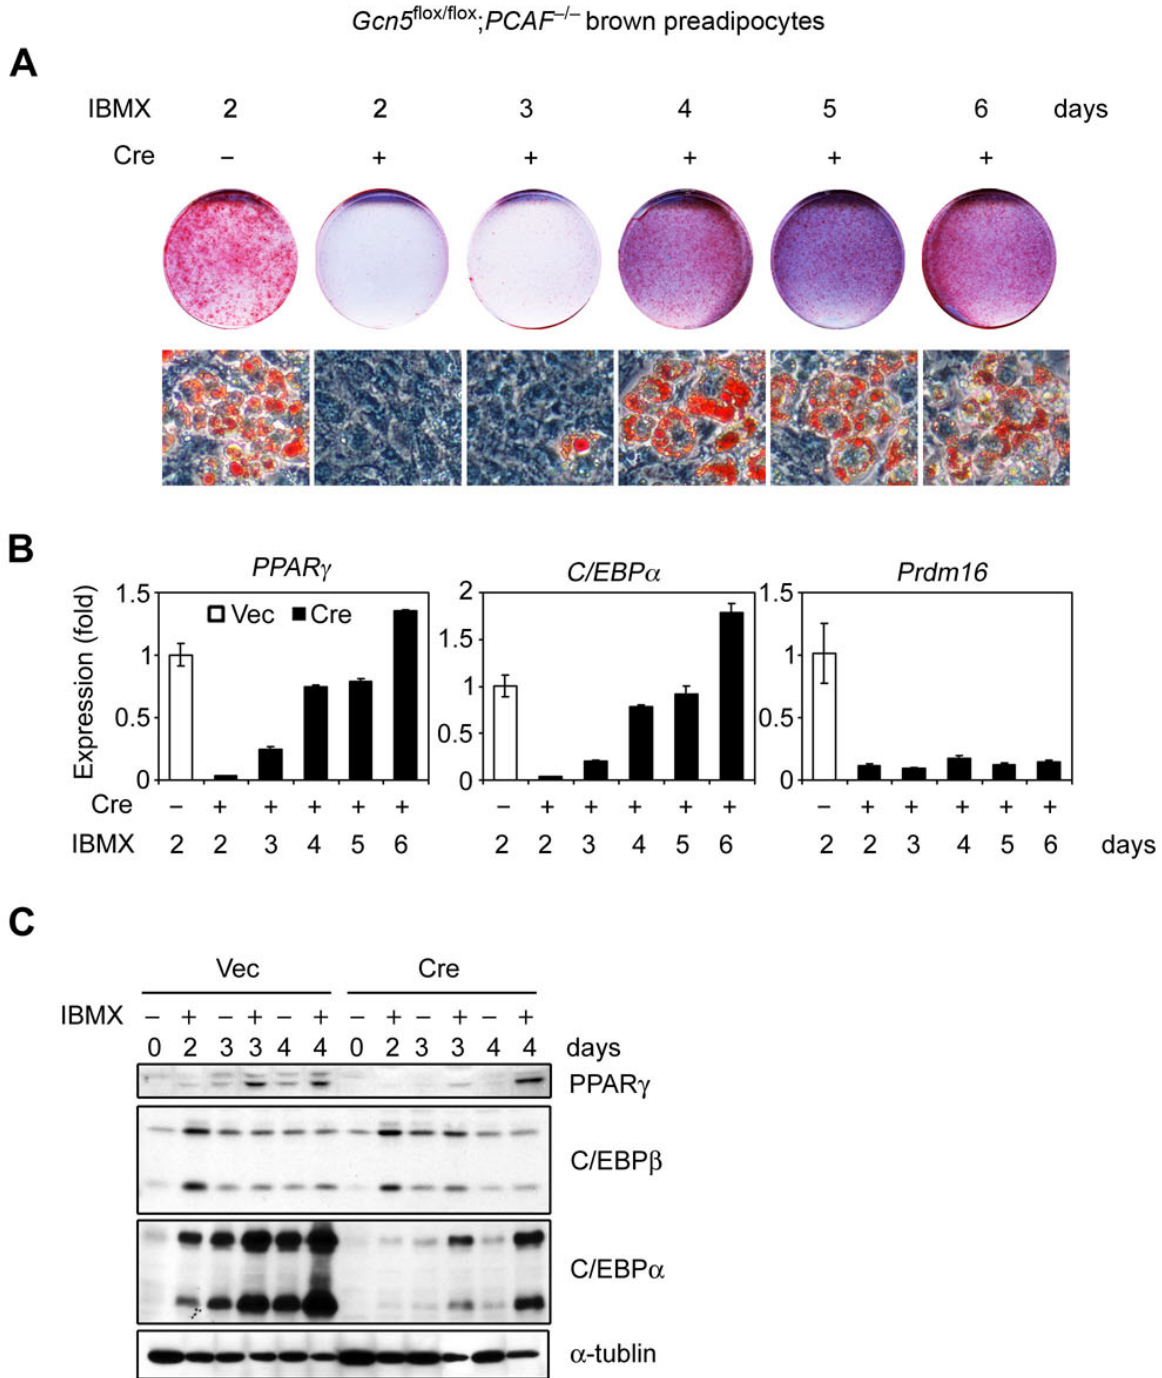 Gcn5flox/flox;PCAF–/– brown preadipocytes
A
IBMX 2 2 3 4 5 6 days
Cre – + + + + +
B
PPARγ C/EBPα Prdm16
Expression (fold)
1.5 2 1.5
Vec Cre
1.5
1 1 1
0.5 0.5 0.5
0 0 0
Cre – + + + + + – + + + + + – + + + + +
IBMX 2 2 3 4 5 6 2 2 3 4 5 6 2 2 3 4 5 6 days
C
Vec Cre
IBMX – + – + – + – + – + – +
0 2 3 3 4 4 0 2 3 3 4 4 days
PPARγ
C/EBPβ
C/EBPα
α-tublin